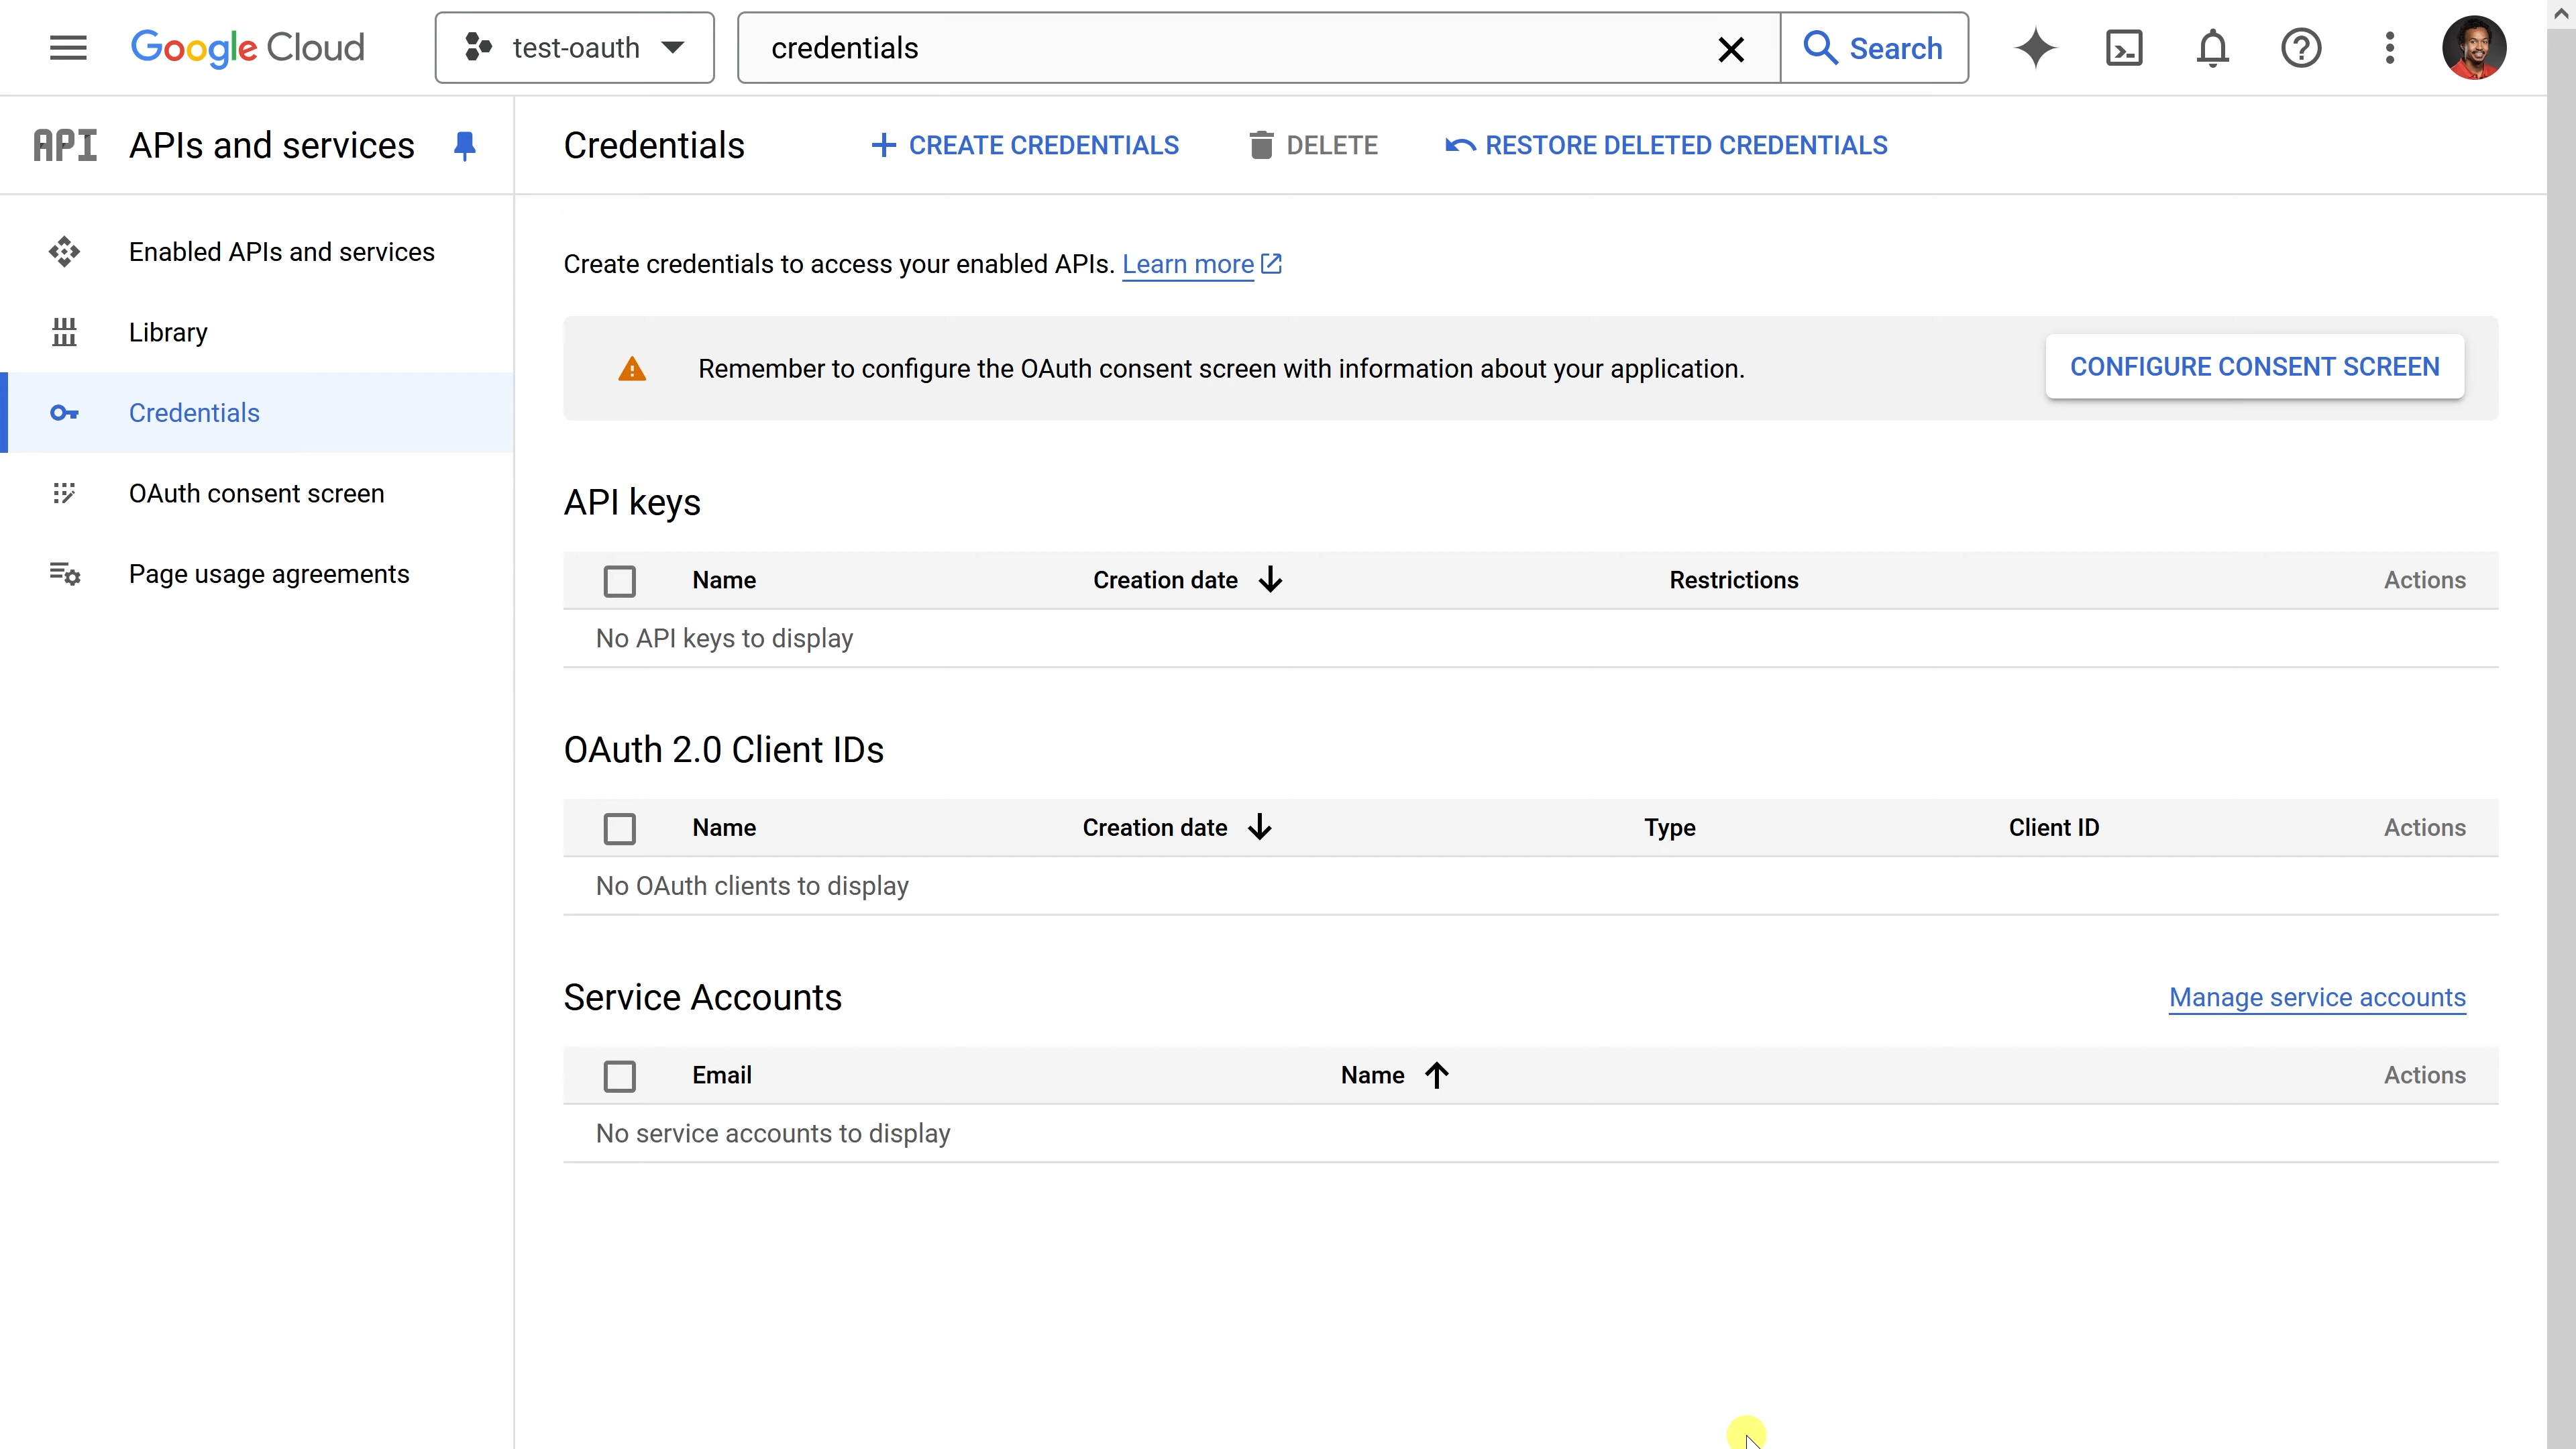 Google Cloud
test-oauth
credentials
Search
API
APIs and services
Credentials
CREATE CREDENTIALS
DELETE
RESTORE DELETED CREDENTIALS
Enabled APIs and services
Library
Credentials
OAuth consent screen
Page usage agreements
Create credentials to access your enabled APIs. Learn more
Remember to configure the OAuth consent screen with information about your application.
CONFIGURE CONSENT SCREEN
API keys
Name Creation date Restrictions Actions
No API keys to display
OAuth 2.0 Client IDs
Name Creation date Type Client ID Actions
No OAuth clients to display
Service Accounts
Manage service accounts
Email Name Actions
No service accounts to display